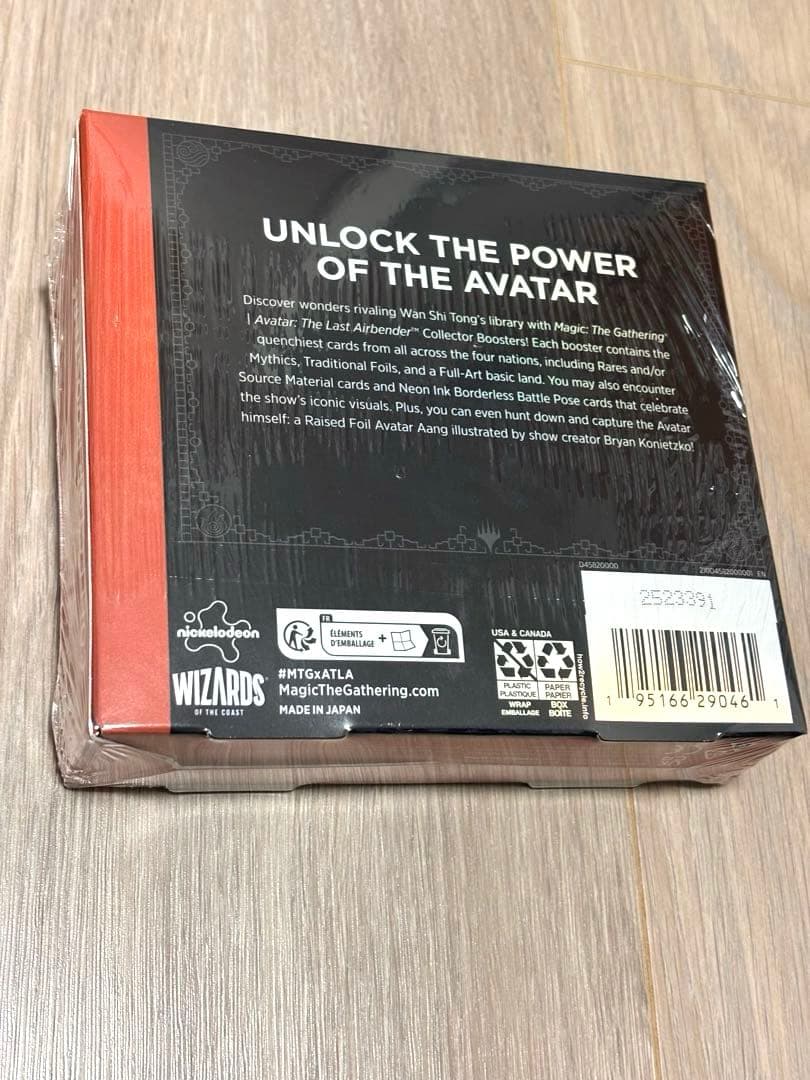 UNLOCK THE POWER
OF THE AVATAR
Discover wonders rivaling Wan Shi Tong's library with Magic: The Gathering®
| Avatar: The Last Airbender™ Collector Boosters! Each booster contains the
quenchiest cards from all across the four nations, including Rares and/or
Mythics, Traditional Foils, and a Full-Art basic land. You may also encounter
Source Material cards and Neon Ink Borderless Battle Pose cards that celebrate
the show's iconic visuals. Plus, you can even hunt down and capture the Avatar
himself: a Raised Foil Avatar Aang illustrated by show creator Bryan Konietzko!
D45820000
EN
2523391
nickelodeon
WIZARDS®
OF THE COAST
FR
ÉLÉMENTS
D'EMBALLAGE
+
#MTGxATLA
MagicTheGathering.com
MADE IN JAPAN
USA & CANADA
PLASTIC
PLASTIQUE
PAPER
PAPIER
WRAP
EMBALLAGE
BOX
BOÎTE
how2recycle.info
1 95166 29046 1